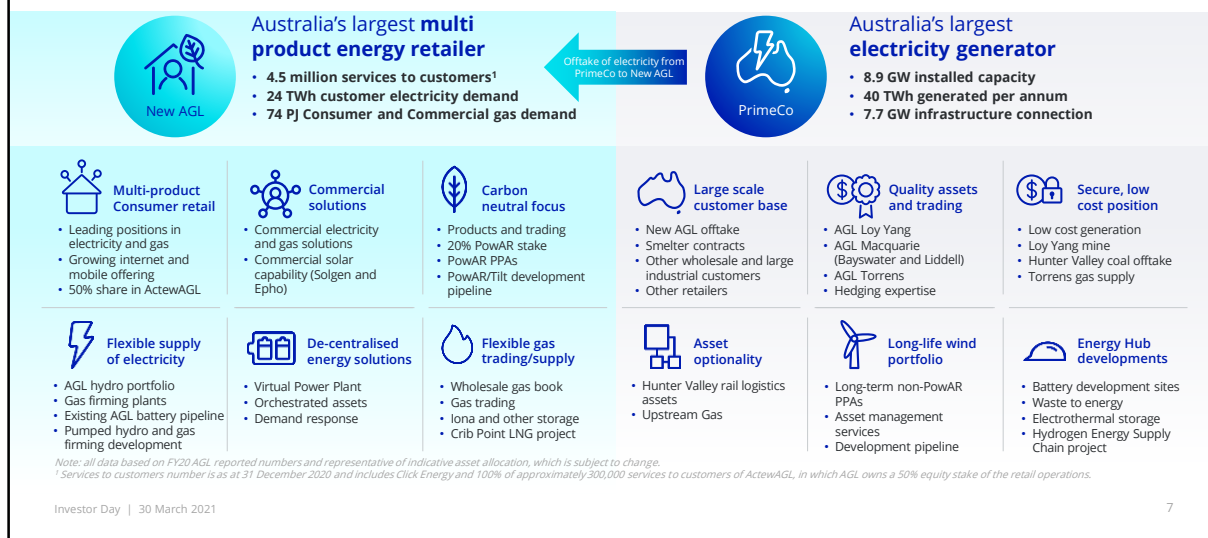 Australia's largest multi
product energy retailer
• 4.5 million services to customers¹
• 24 TWh customer electricity demand
• 74 PJ Consumer and Commercial gas demand
New AGL
Offtake of electricity from
PrimeCo to New AGL
PrimeCo
Australia's largest
electricity generator
• 8.9 GW installed capacity
• 40 TWh generated per annum
• 7.7 GW infrastructure connection
Multi-product
Consumer retail
• Leading positions in
electricity and gas
• Growing internet and
mobile offering
• 50% share in ActewAGL
Commercial
solutions
• Commercial electricity
and gas solutions
• Commercial solar
capability (Solgen and
Epho)
Carbon
neutral focus
• Products and trading
• 20% PowAR stake
• PowAR PPAs
• PowAR/Tilt development
pipeline
Large scale
customer base
• New AGL offtake
• Smelter contracts
• Other wholesale and large
industrial customers
• Other retailers
$
Quality assets
and trading
• AGL Loy Yang
• AGL Macquarie
(Bayswater and Liddell)
• AGL Torrens
• Hedging expertise
$
Secure, low
cost position
• Low cost generation
• Loy Yang mine
• Hunter Valley coal offtake
• Torrens gas supply
Flexible supply
of electricity
• AGL hydro portfolio
• Gas firming plants
• Existing AGL battery pipeline
• Pumped hydro and gas
firming development
De-centralised
energy solutions
• Virtual Power Plant
• Orchestrated assets
• Demand response
Flexible gas
trading/supply
• Wholesale gas book
• Gas trading
• Iona and other storage
• Crib Point LNG project
Asset
optionality
• Hunter Valley rail logistics
assets
• Upstream Gas
Long-life wind
portfolio
• Long-term non-PowAR
PPAs
• Asset management
services
• Development pipeline
Energy Hub
developments
• Battery development sites
• Waste to energy
• Electrothermal storage
• Hydrogen Energy Supply
Chain project
Note: all data based on FY20 AGL reported numbers and representative of indicative asset allocation, which is subject to change.
¹ Services to customers number is as at 31 December 2020 and includes Click Energy and 100% of approximately 300,000 services to customers of ActewAGL, in which AGL owns a 50% equity stake of the retail operations.
Investor Day | 30 March 2021
7